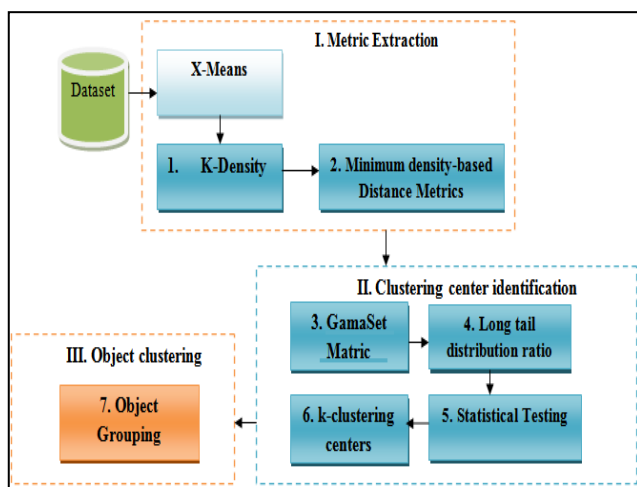 I. Metric Extraction
Dataset
X-Means
1. K-Density
2. Minimum density-based
Distance Metrics
II. Clustering center identification
3. GamaSet
Matric
4. Long tail
distribution ratio
III. Object clustering
7. Object
Grouping
6. k-clustering
centers
5. Statistical Testing